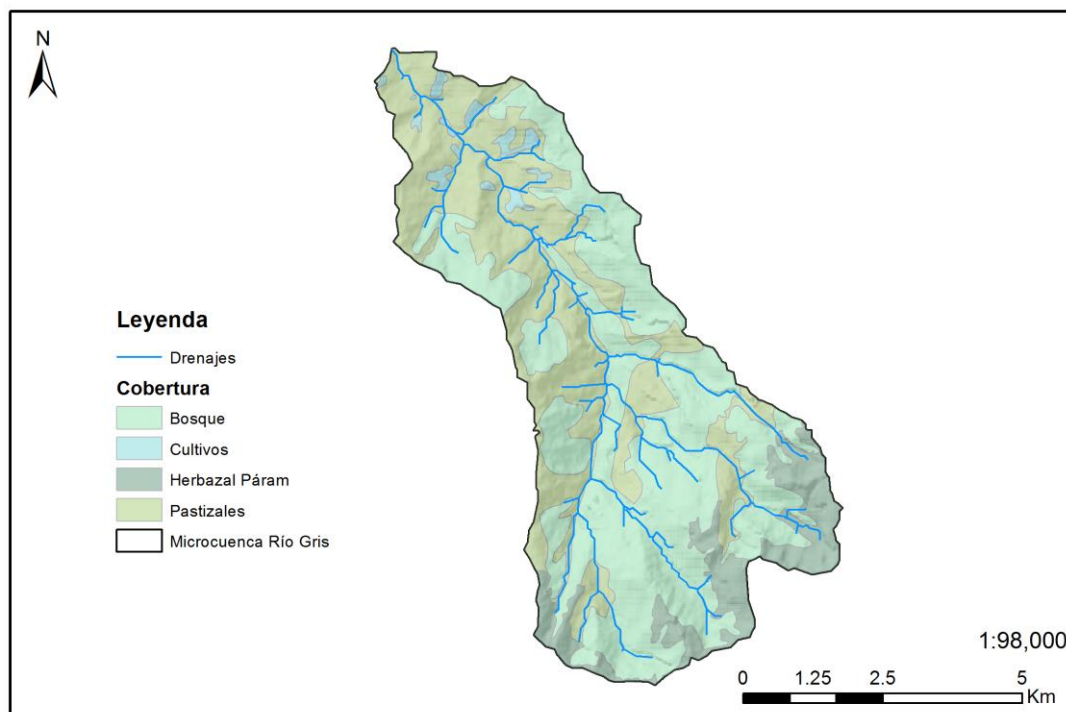 N
Leyenda
Drenajes
Cobertura
Bosque
Cultivos
Herbazal Páram
Pastizales
Microcuenca Río Gris
1:98,000
0 1.25 2.5 5
Km